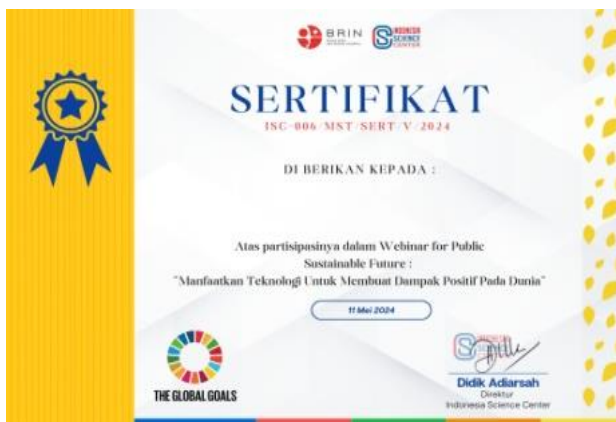 BRIN
INDONESIA
SCIENCE
CENTER
SERTIFIKAT
ISC-006/MST/SERT/V/2024
DI BERIKAN KEPADA :
Atas partisipasinya dalam Webinar for Public
Sustainable Future :
"Manfaatkan Teknologi Untuk Membuat Dampak Positif Pada Dunia"
11 Mei 2024
THE GLOBAL GOALS
Didik Adiarsah
Direktur
Indonesia Science Center